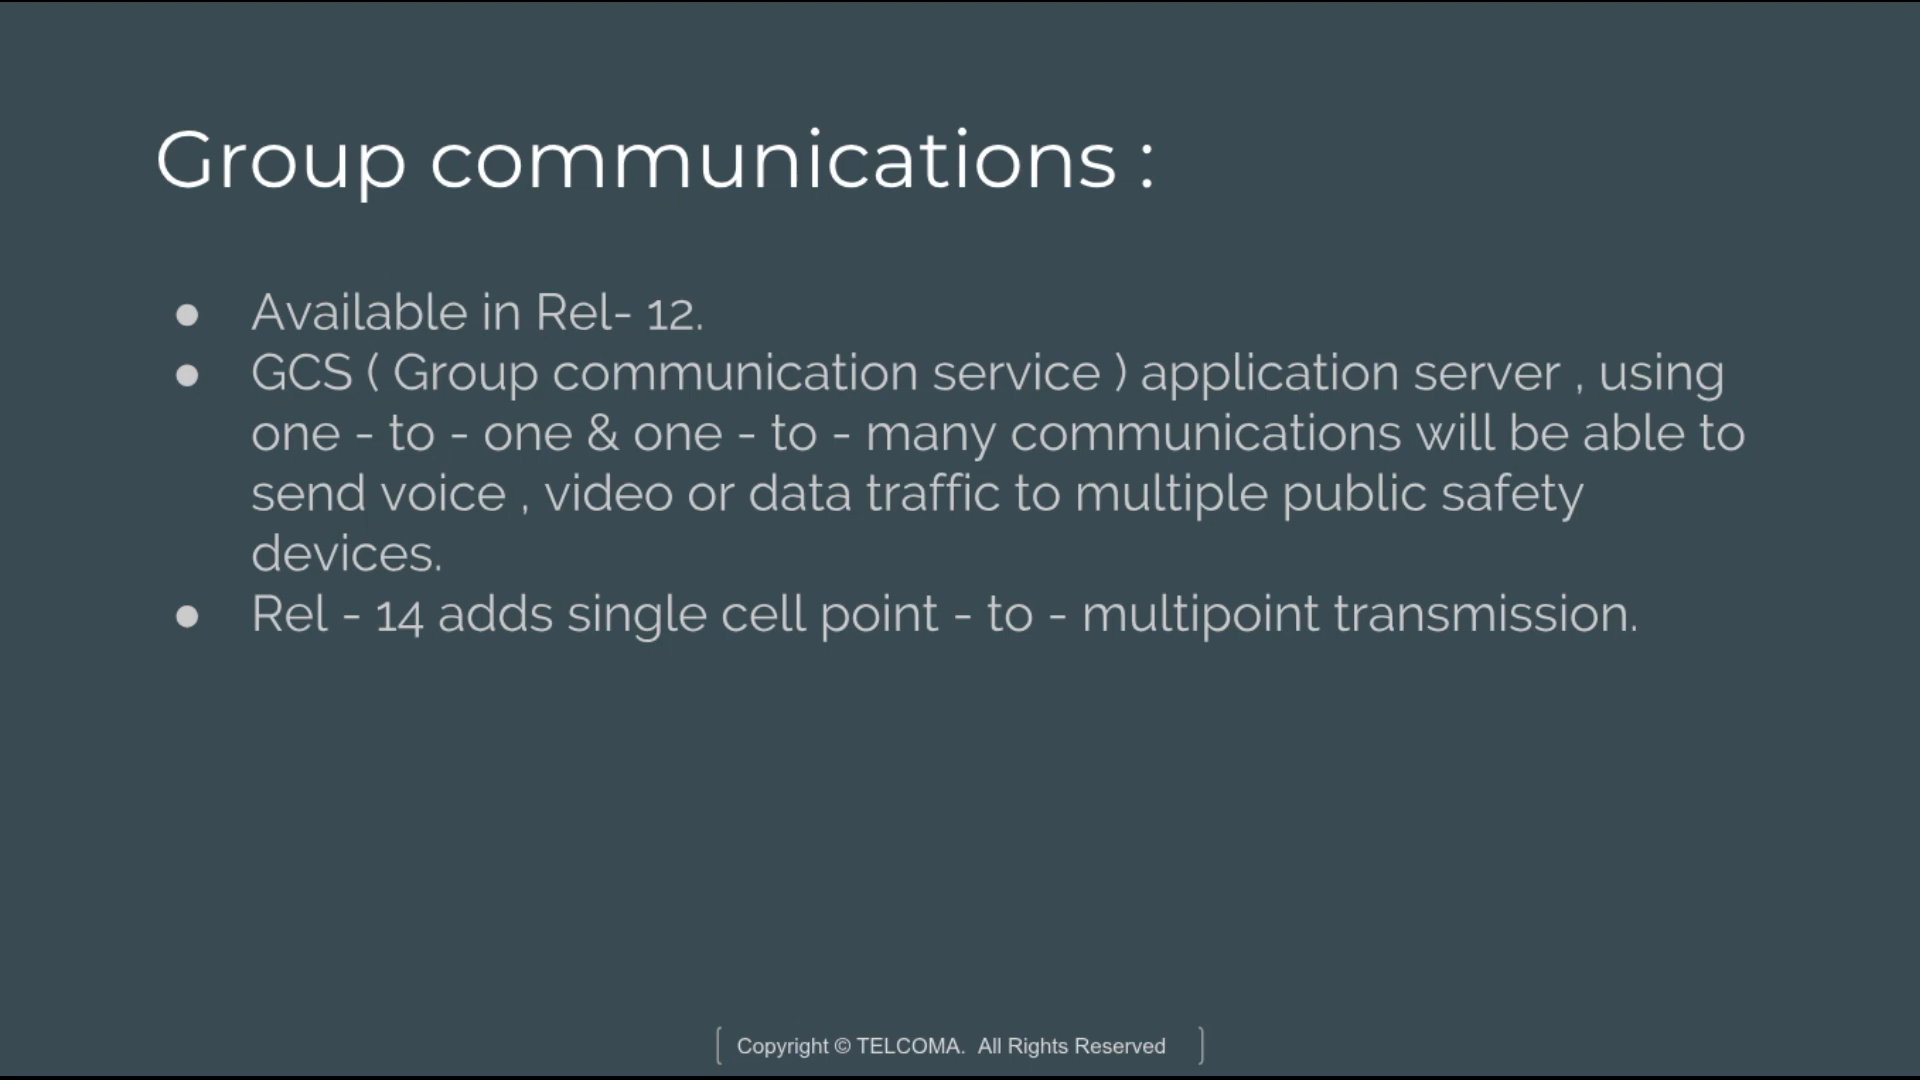 Group communications :
● Available in Rel- 12.
● GCS ( Group communication service ) application server , using
one - to - one & one - to - many communications will be able to
send voice , video or data traffic to multiple public safety
devices.
● Rel - 14 adds single cell point - to - multipoint transmission.
[ Copyright © TELCOMA. All Rights Reserved ]